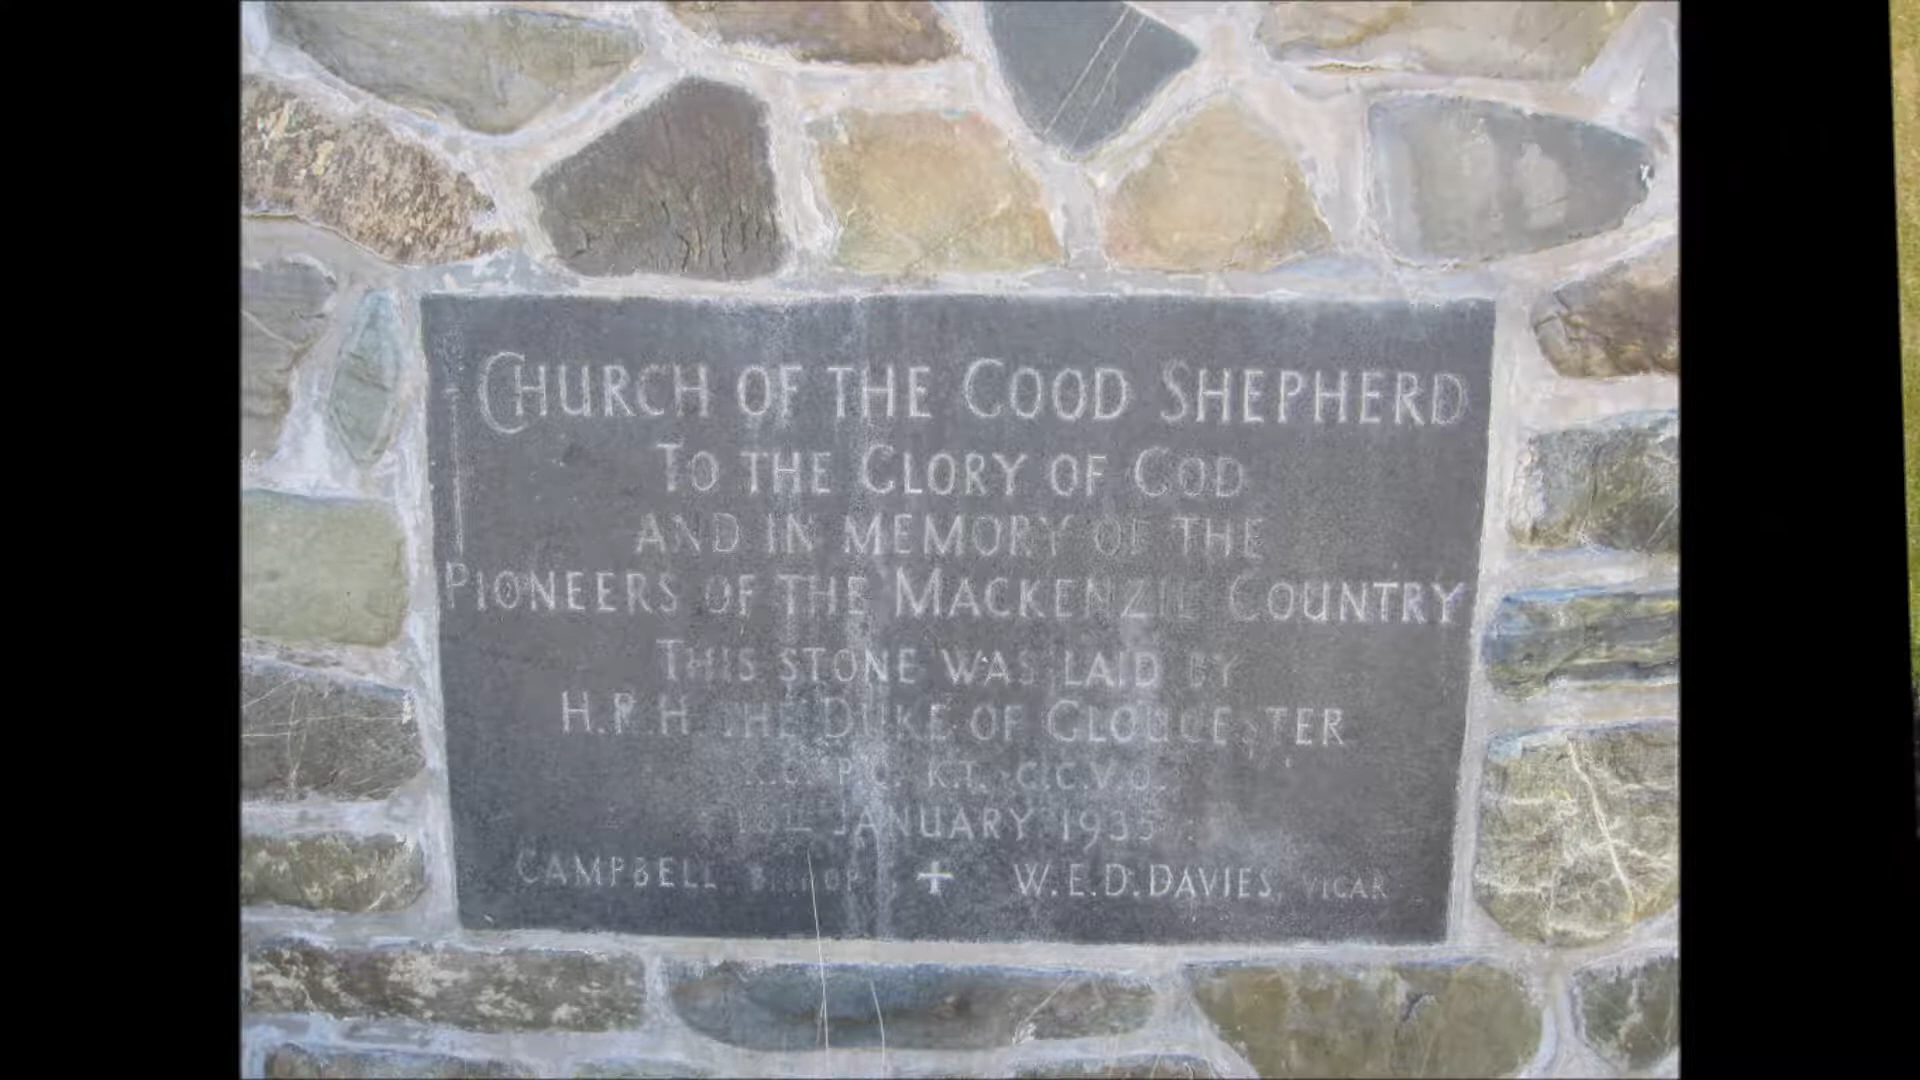 CHURCH OF THE GOOD SHEPHERD
TO THE GLORY OF GOD
AND IN MEMORY OF THE
PIONEERS OF THE MACKENZIE COUNTRY
THIS STONE WAS LAID BY
H.R.H. THE DUKE OF GLOUCESTER
K.G. P.C. K.T. G.C.V.O.
JANUARY 1935
CAMPBELL, BISHOP, + W.E.D. DAVIES, VICAR